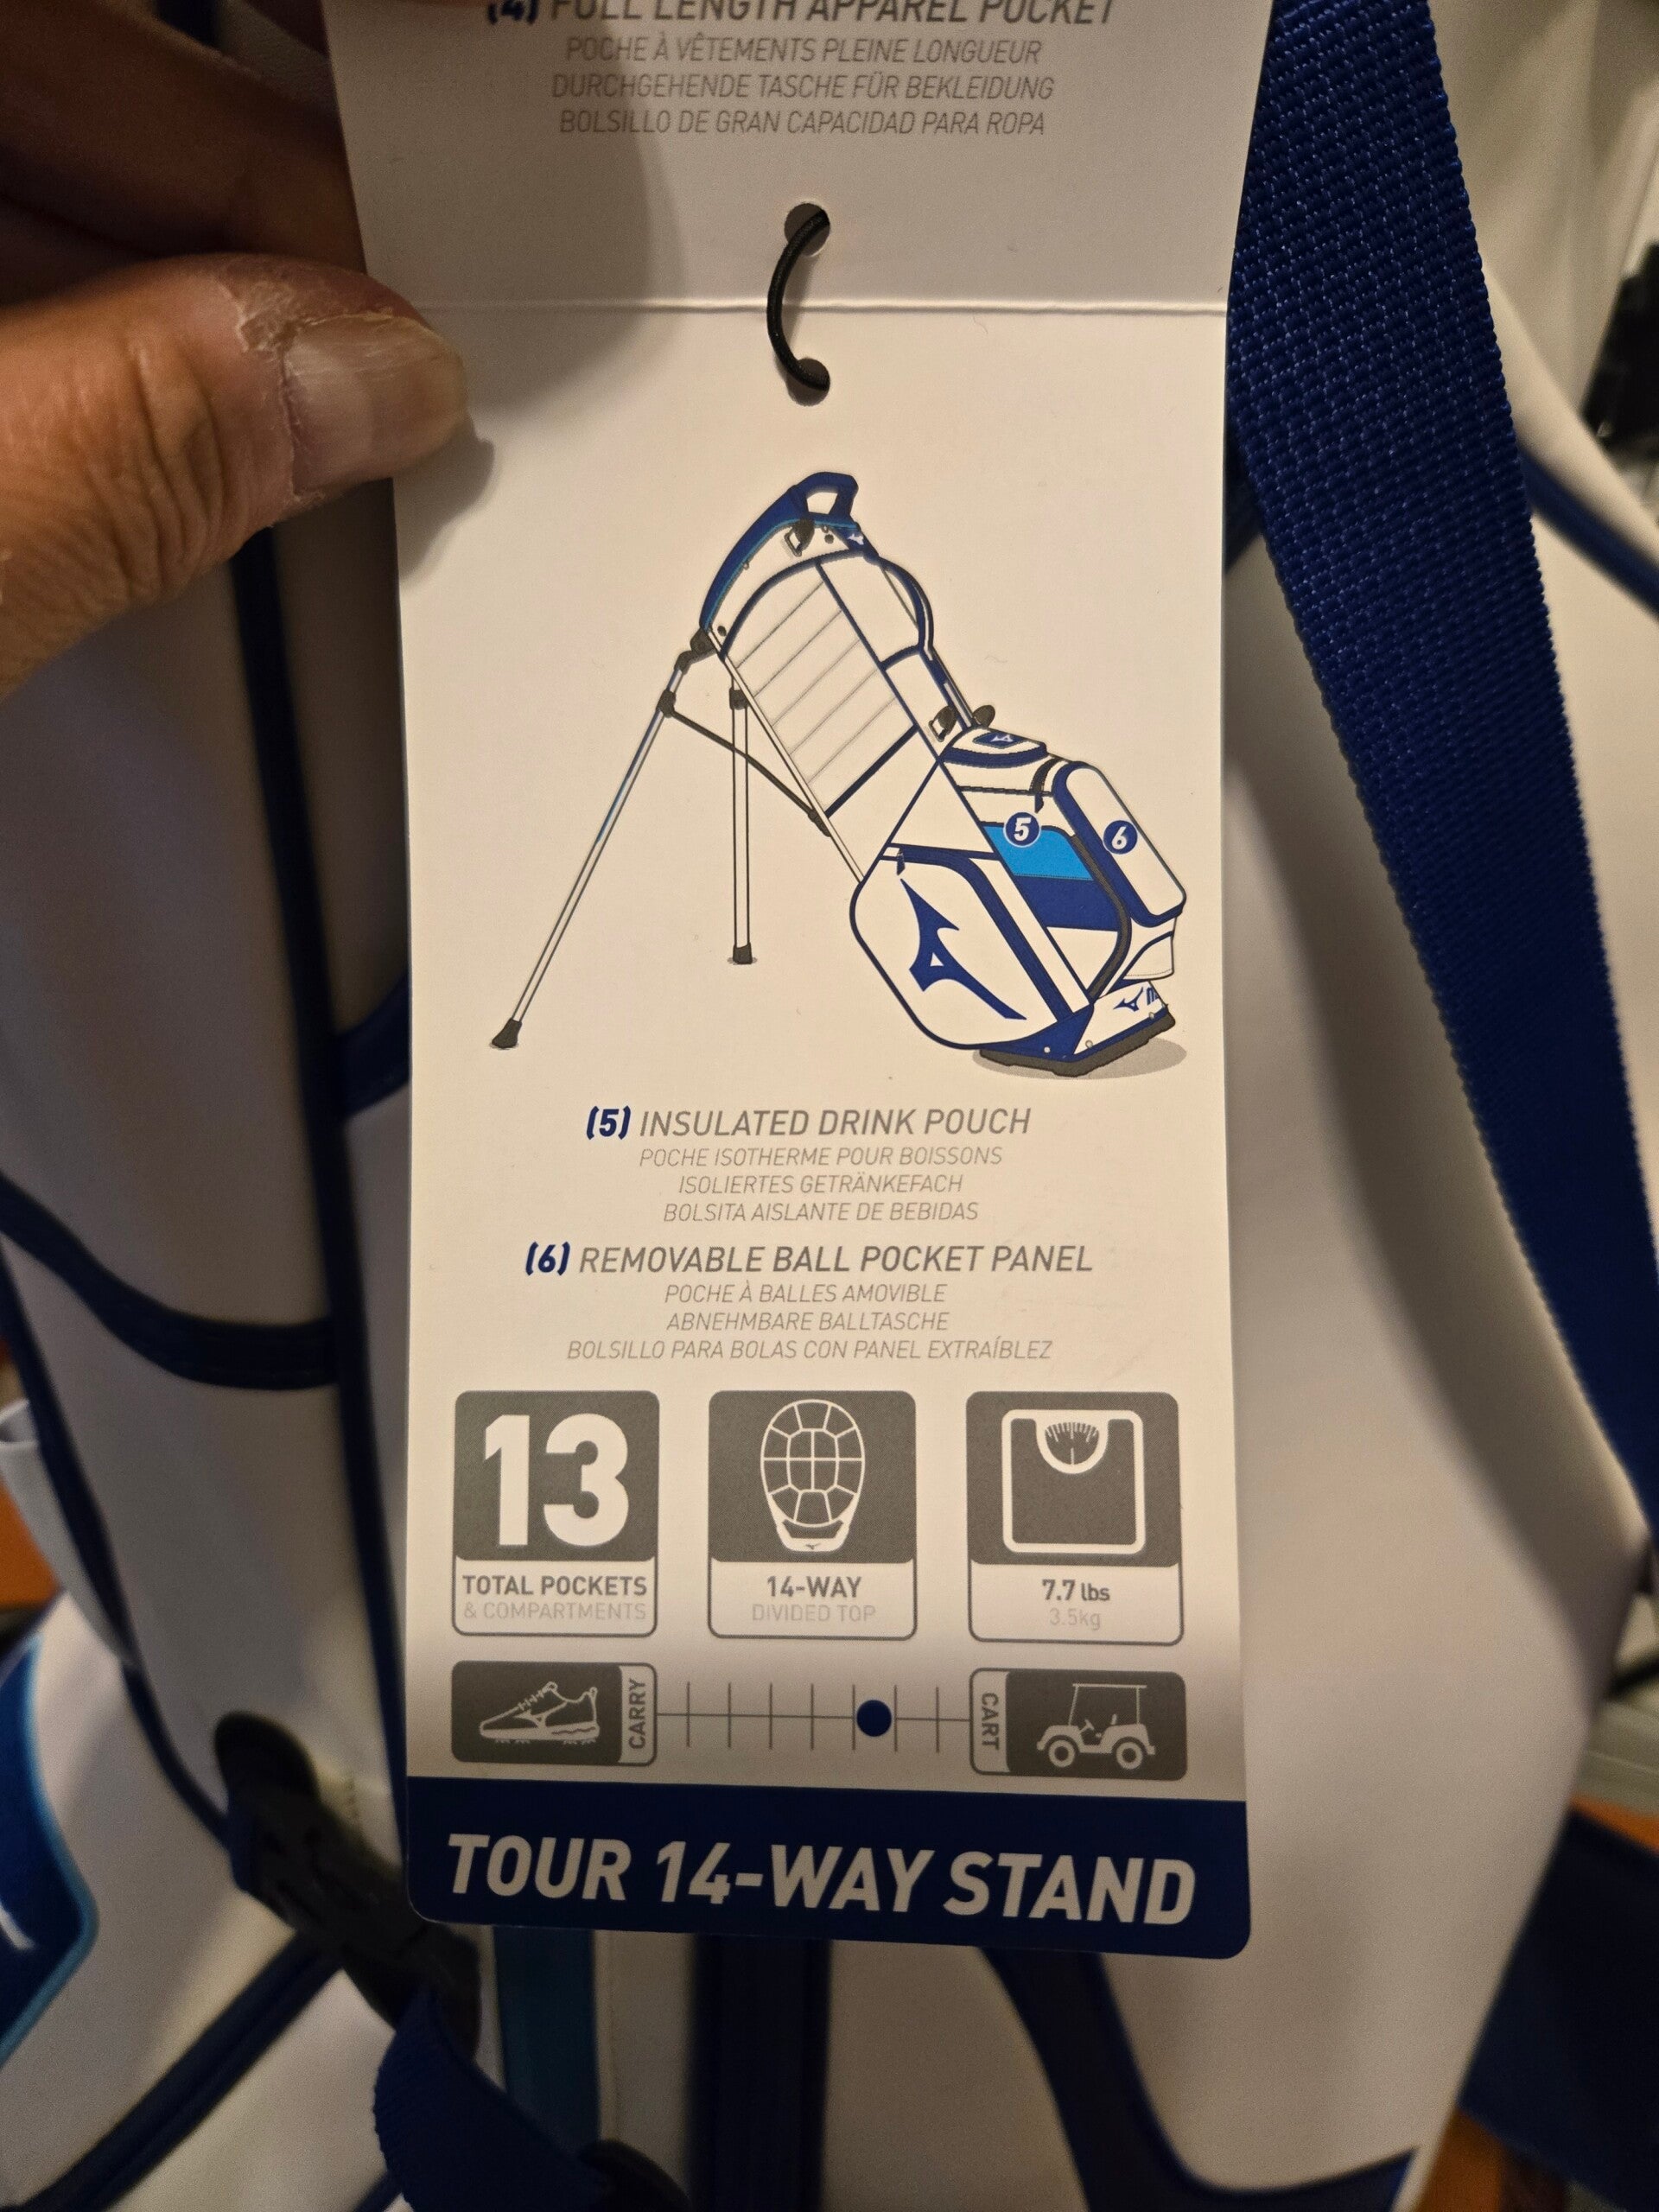 (4) FULL LENGTH APPAREL POCKET
POCHE À VÊTEMENTS PLEINE LONGUEUR
DURCHGEHENDE TASCHE FÜR BEKLEIDUNG
BOLSILLO DE GRAN CAPACIDAD PARA ROPA
5
6
(5) INSULATED DRINK POUCH
POCHE ISOTHERME POUR BOISSONS
ISOLIERTES GETRÄNKEFACH
BOLSITA AISLANTE DE BEBIDAS
(6) REMOVABLE BALL POCKET PANEL
POCHE À BALLES AMOVIBLE
ABNEHMBARE BALLTASCHE
BOLSILLO PARA BOLAS CON PANEL EXTRAÍBLEZ
13
TOTAL POCKETS
& COMPARTMENTS
14-WAY
DIVIDED TOP
7.7 lbs
3.5kg
CARRY
CART
TOUR 14-WAY STAND